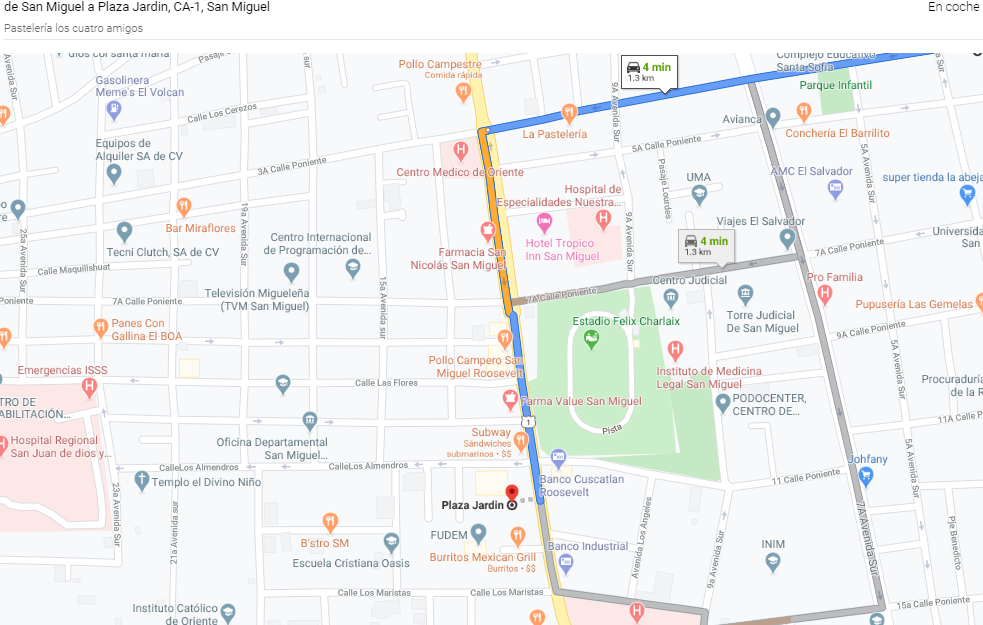 de San Miguel a Plaza Jardin, CA-1, San Miguel
En coche
Pastelería los cuatro amigos
Pasaje
Complejo Educativo
Santa Sofía
Pollo Campestre
Comida rápida
4 min
1.3 km
Gasolinera
Meme's El Volcan
Parque Infantil
Calle Los Cerezos
9A Avenida Sur
Avianca
La Pastelería
Conchería El Barrilito
Equipos de
Alquiler SA de CV
5A Calle Poniente
3A Calle Poniente
Centro Medico de Oriente
Pasaje Lourdes
UMA
AMC El Salvador
5A Avenida Sur
super tienda la abeja
Hospital de
Especialidades Nuestra...
Bar Miraflores
19a Avenida Sur
25a Avenida Sur
9A Avenida Sur
Viajes El Salvador
Tecni Clutch, SA de CV
Centro Internacional
de Programación de...
Hotel Tropico
Inn San Miguel
Farmacia San
Nicolás San Miguel
4 min
1.3 km
7A Calle Poniente
Universida
San
Calle Maquilishuat
Televisión Migueleña
(TVM San Miguel)
15a Avenida sur
Centro Judicial
Pro Familia
Poniente
7A Calle Poniente
7A Calle Poniente
Pupusería Las Gemelas
Torre Judicial
De San Miguel
Panes Con
Gallina El BOA
Estadio Felix Charlaix
9A Calle Poniente
Pollo Campero San
Miguel Roosevelt
Emergencias ISSS
Instituto de Medicina
Legal San Miguel
5A Avenida Sur
Calle Las Flores
Procuraduría
de la R
TRO DE
ABILITACIÓN...
Farma Value San Miguel
PODOCENTER,
CENTRO DE...
1
11A Calle P
Pista
Hospital Regional
San Juan de dios y...
Oficina Departamental
San Miguel...
Subway
Sándwiches
submarinos • $$
5A Avenida Sur
CalleLos Almendros
CalleLos Almendros
Johfany
Templo el Divino Niño
Banco Cuscatlan
Roosevelt
11 Calle Poniente
23a Avenida Sur
21a Avenida sur
Plaza Jardin
Avenida Los Angeles
7A Avenida Sur
B'stro SM
FUDEM
9a Avenida Sur
Pje Benedicto
Banco Industrial
INIM
Burritos Mexican Grill
Burritos • $$
Escuela Cristiana Oasis
Calle Los Maristas
Calle Los Maristas
15a Calle Poniente
Instituto Católico
de Oriente